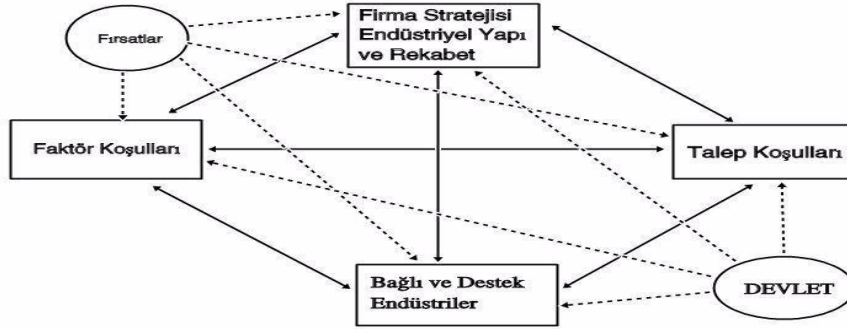 Firma Stratejisi
Endüstriyel Yapı
ve Rekabet
Fırsatlar
Faktör Koşulları
Talep Koşulları
Bağlı ve Destek
Endüstriler
DEVLET